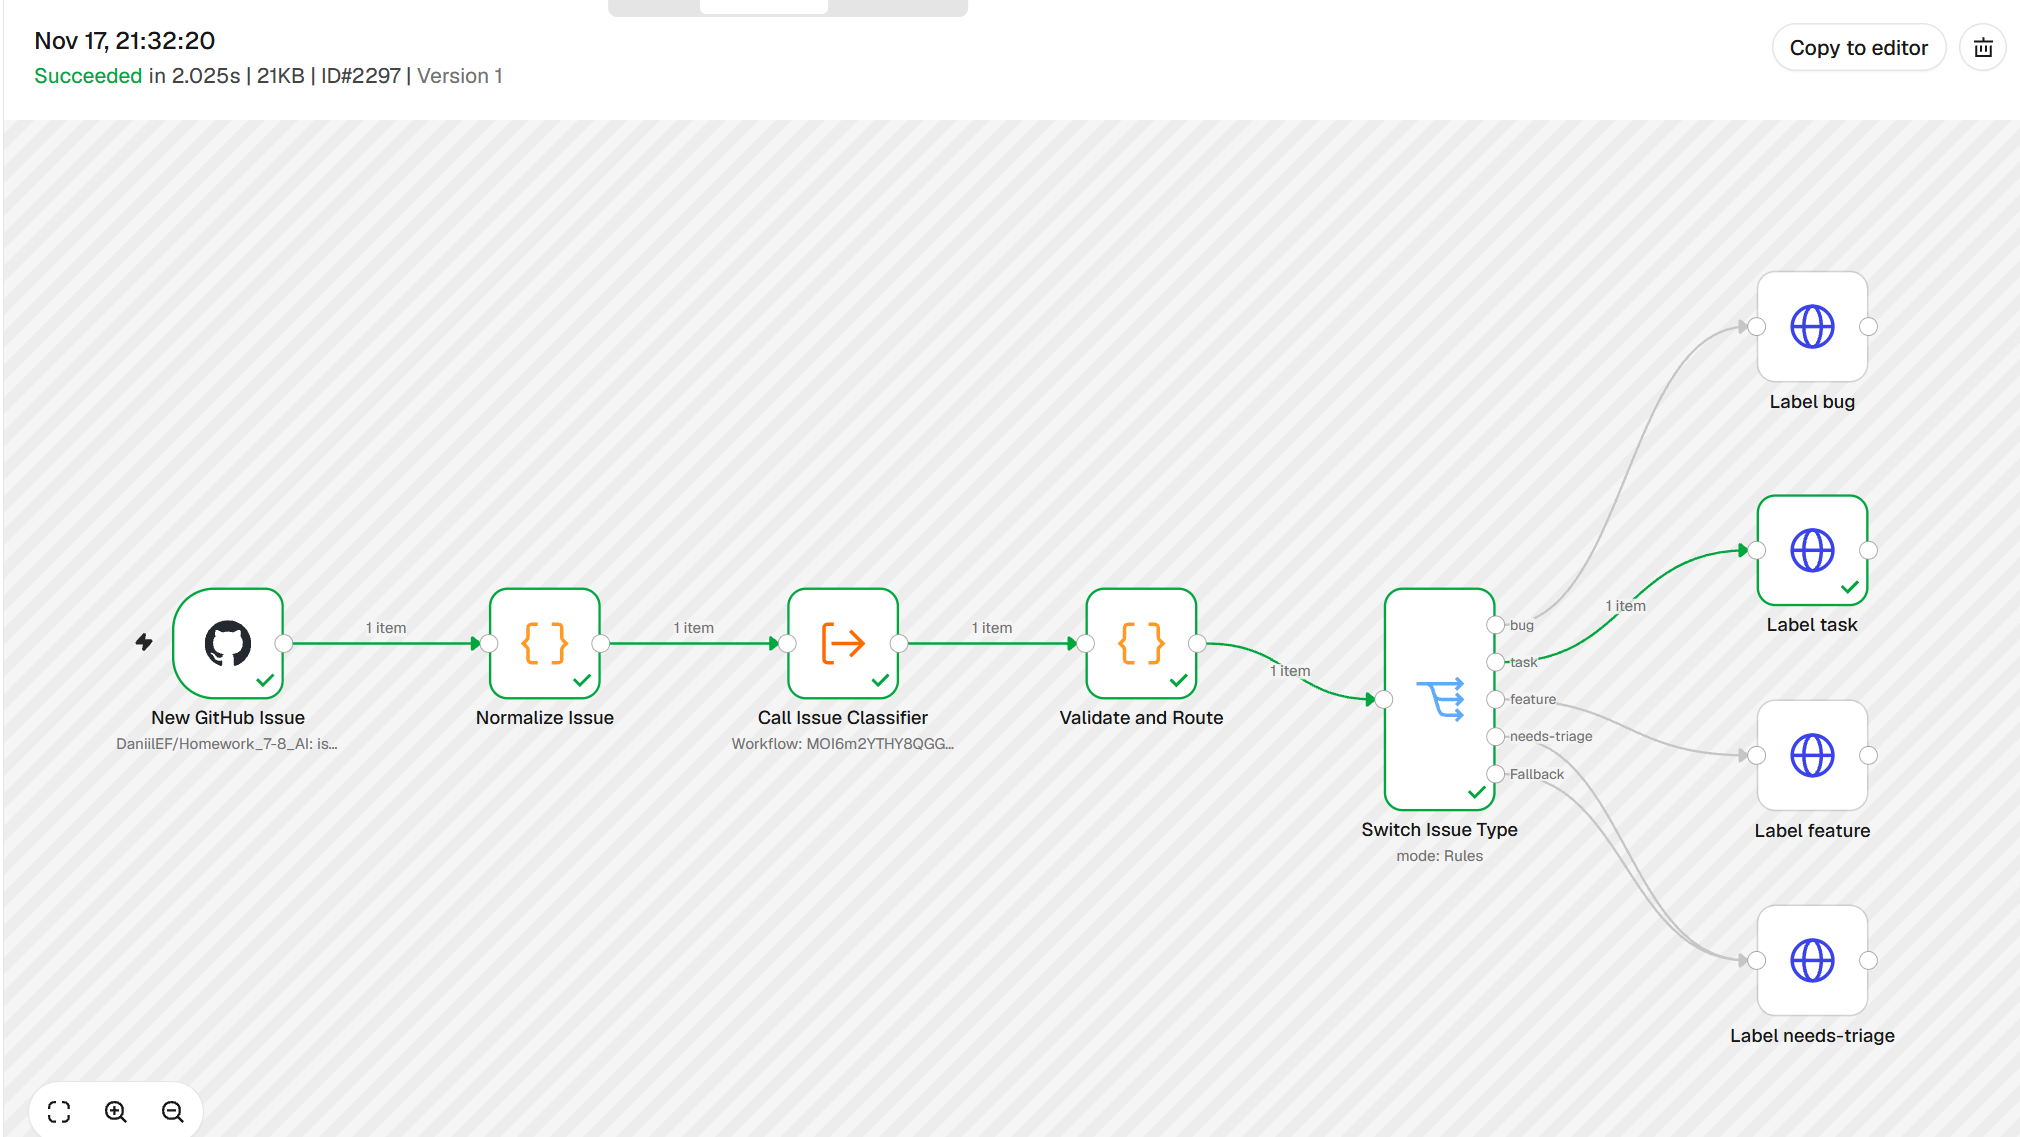 Nov 17, 21:32:20
Succeeded in 2.025s | 21KB | ID#2297 | Version 1
Copy to editor
Label bug
1 item
Label task
1 item
1 item
1 item
1 item
bug
task
feature
needs-triage
Fallback
New GitHub Issue
DaniilEF/Homework_7-8_AI: is...
Normalize Issue
Call Issue Classifier
Workflow: MOI6m2YTHY8QGG...
Validate and Route
Switch Issue Type
mode: Rules
Label feature
Label needs-triage